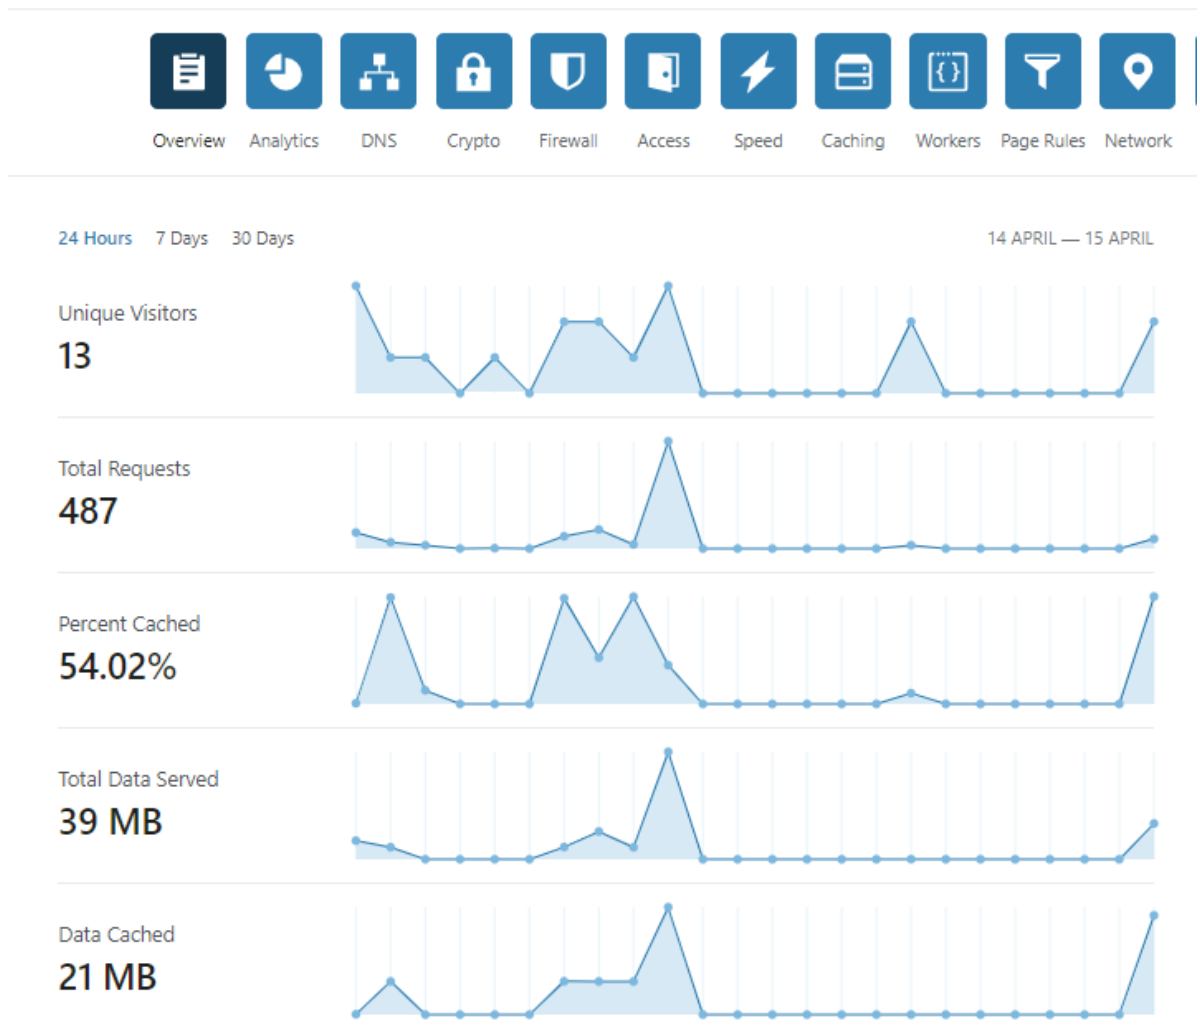 Overview Analytics DNS Crypto Firewall Access Speed Caching Workers Page Rules Network
24 Hours 7 Days 30 Days 14 APRIL — 15 APRIL
Unique Visitors
13
Total Requests
487
Percent Cached
54.02%
Total Data Served
39 MB
Data Cached
21 MB